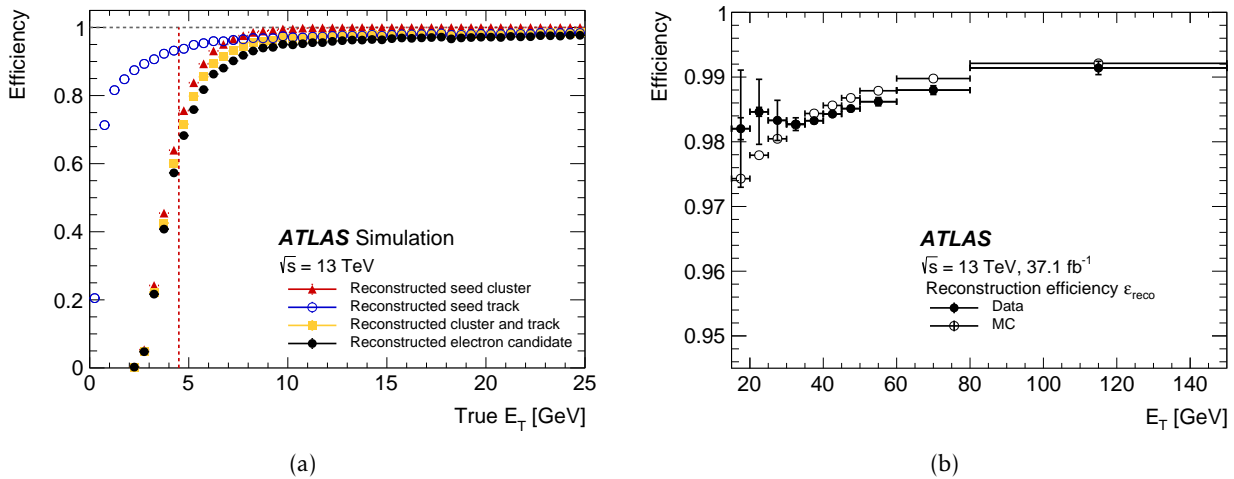 Efficiency
1
0.8
0.6
0.4
0.2
0
ATLAS Simulation
√s = 13 TeV
Reconstructed seed cluster
Reconstructed seed track
Reconstructed cluster and track
Reconstructed electron candidate
0 5 10 15 20 25
True E_T [GeV]
(a)
Efficiency
0.99
0.99
0.98
0.97
0.96
0.95
ATLAS
√s = 13 TeV, 37.1 fb⁻¹
Reconstruction efficiency ε_reco
Data
MC
20 40 60 80 100 120 140
E_T [GeV]
(b)